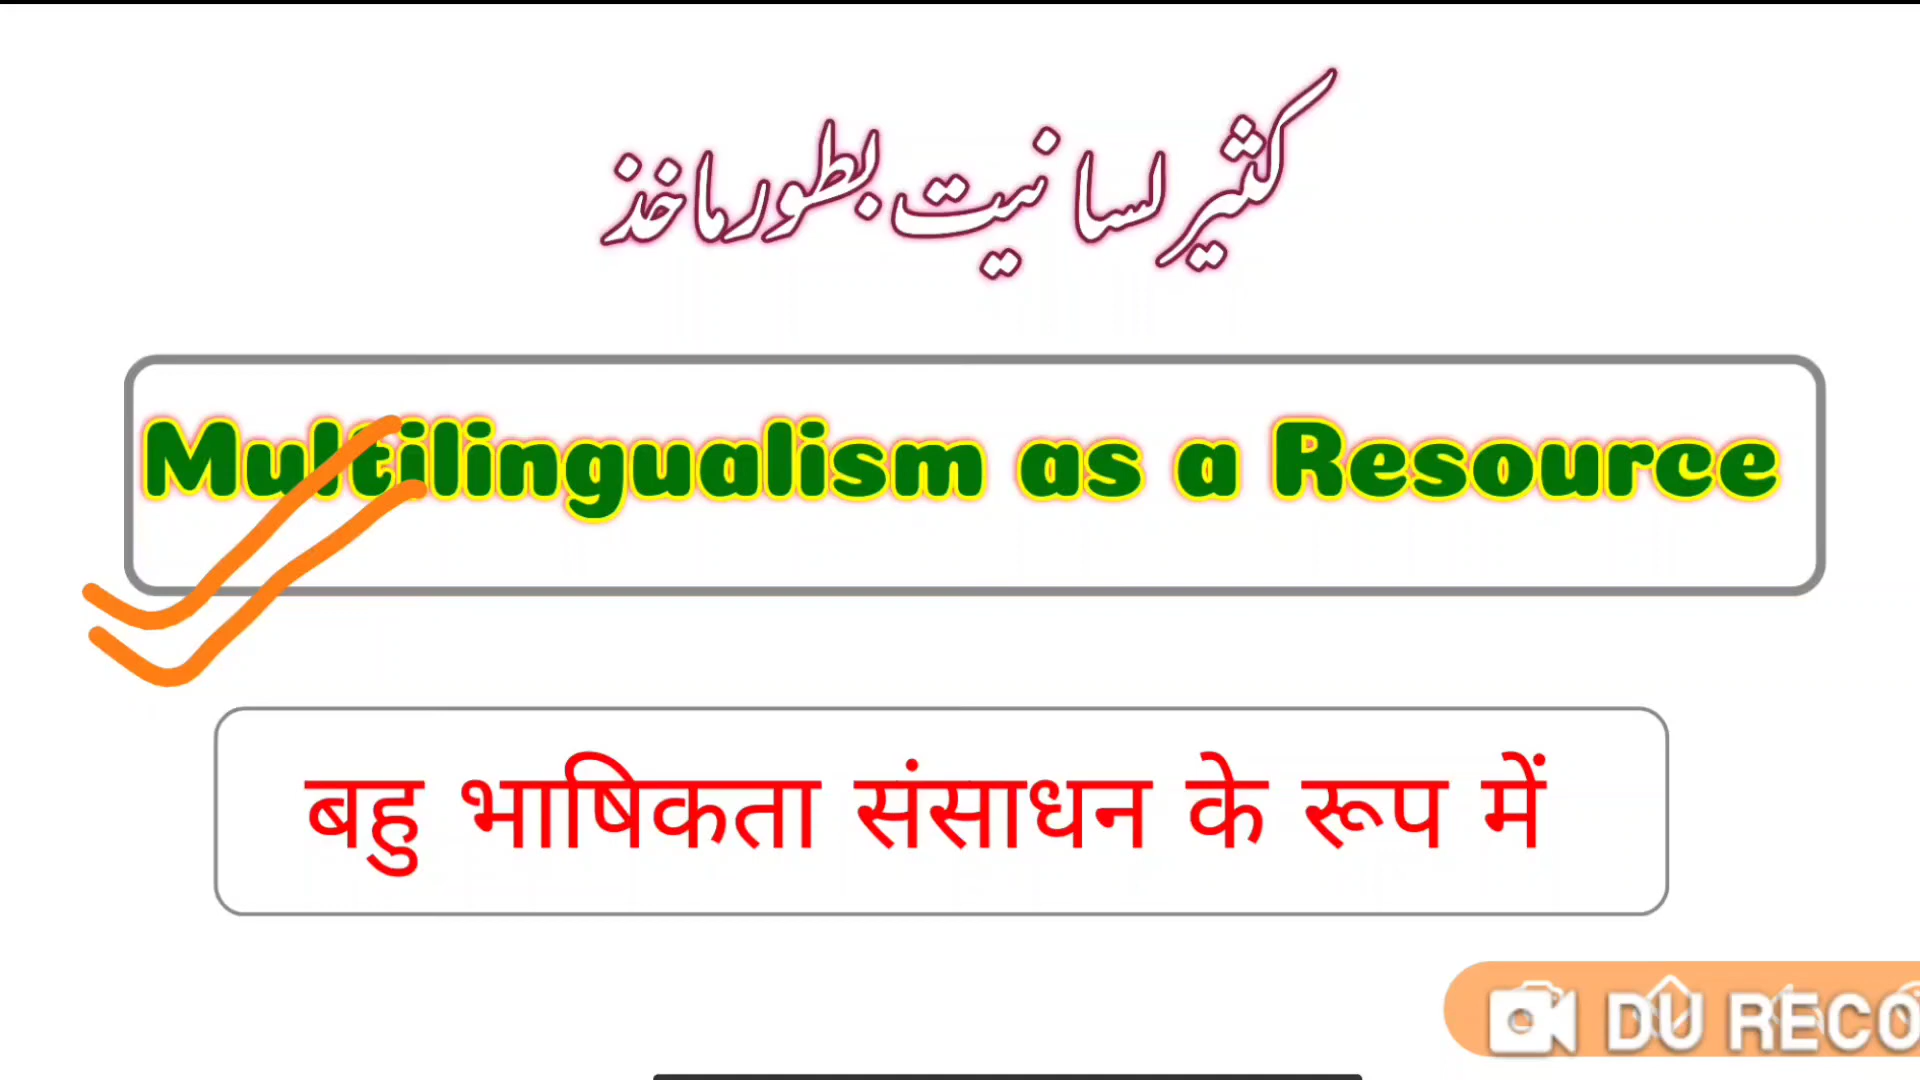 کثیر لسانیت بطور ماخذ
Multilingualism as a Resource
बहु भाषिकता संसाधन के रूप में
DU RECO